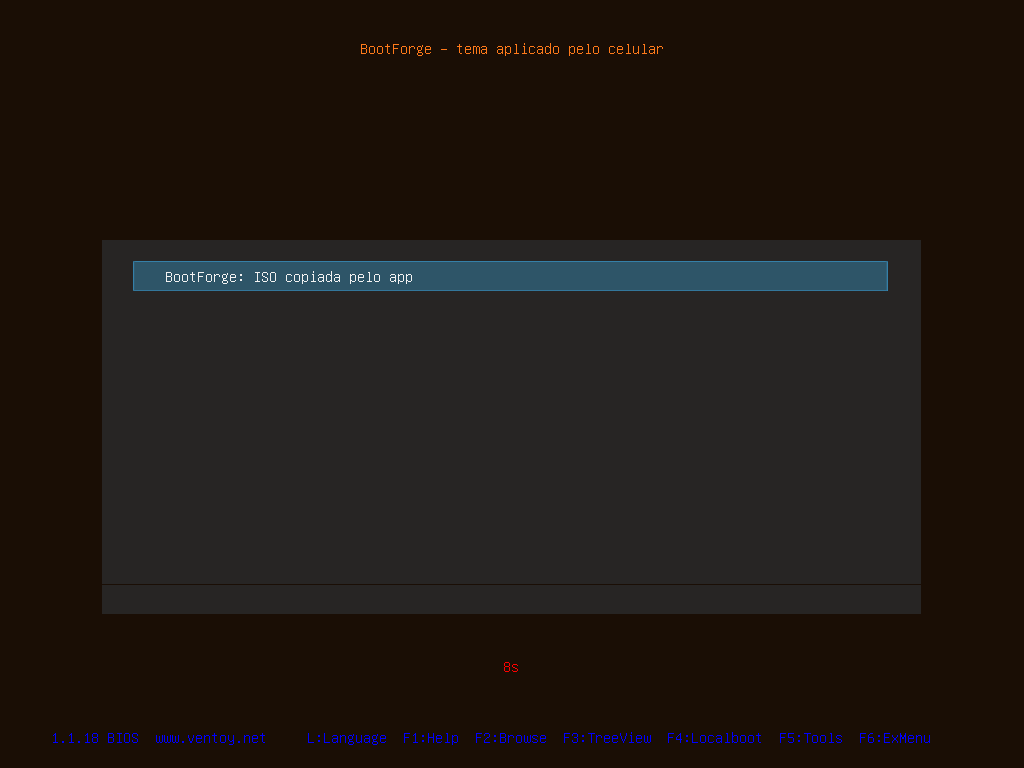 BootForge – tema aplicado pelo celular
BootForge: ISO copiada pelo app
8s
1.1.10 BIOS www.ventoy.net L:Language F1:Help F2:Browse F3:TreeView F4:Localboot F5:Tools F6:ExMenu